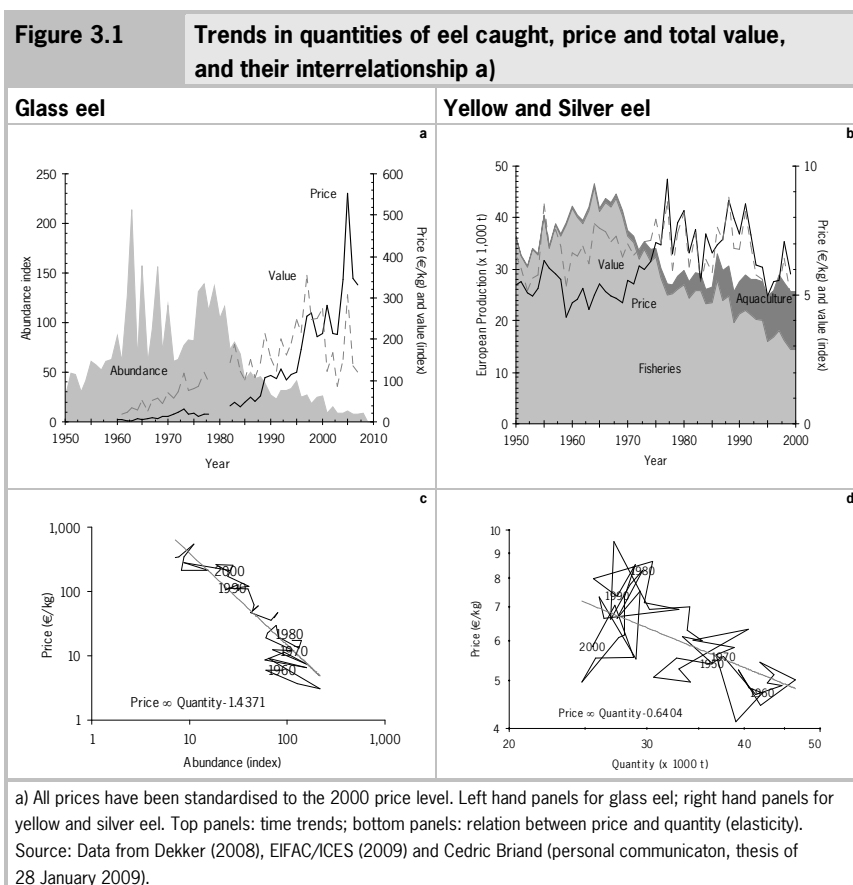 Figure 3.1
Trends in quantities of eel caught, price and total value,
and their interrelationship a)
Glass eel
Yellow and Silver eel
a
250
200
150
100
50
0
Abundance index
600
500
400
300
200
100
0
Price (€/kg) and value (index)
Price
Value
Abundance
1950 1960 1970 1980 1990 2000 2010
Year
b
50
40
30
20
10
0
European Production (x 1,000 t)
10
5
0
Price (€/kg) and value (index)
Value
Price
Aquaculture
Fisheries
1950 1960 1970 1980 1990 2000
Year
c
1,000
100
10
1
Price (€/kg)
2000
1990
1980
1970
1960
Price ∝ Quantity-1.4371
1 10 100 1,000
Abundance (index)
d
10
9
8
7
6
5
4
Price (€/kg)
1980
1990
2000
1970
1950
1960
Price ∝ Quantity-0.6404
20 30 40 50
Quantity (x 1000 t)
a) All prices have been standardised to the 2000 price level. Left hand panels for glass eel; right hand panels for
yellow and silver eel. Top panels: time trends; bottom panels: relation between price and quantity (elasticity).
Source: Data from Dekker (2008), EIFAC/ICES (2009) and Cedric Briand (personal communicaton, thesis of
28 January 2009).